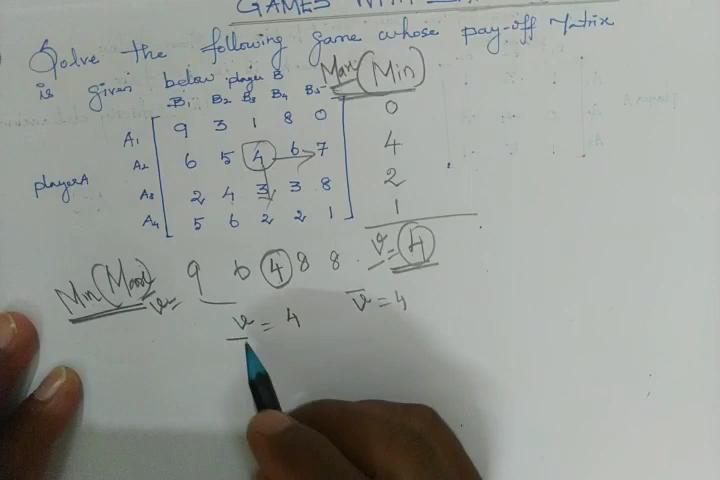 GAMES WITH
Solve the following game whose pay-off Matrix
is given below player B Max (Min)
B1 B2 B3 B4 B5
A1 9 3 1 8 0 0
A2 6 5 4 6 7 4
player A
A3 2 4 3 3 8 2
A4 5 6 2 2 1 1
Min (Max) v̅= 9 6 4 8 8 . v̲= 4
v = 4 v̅ = 4